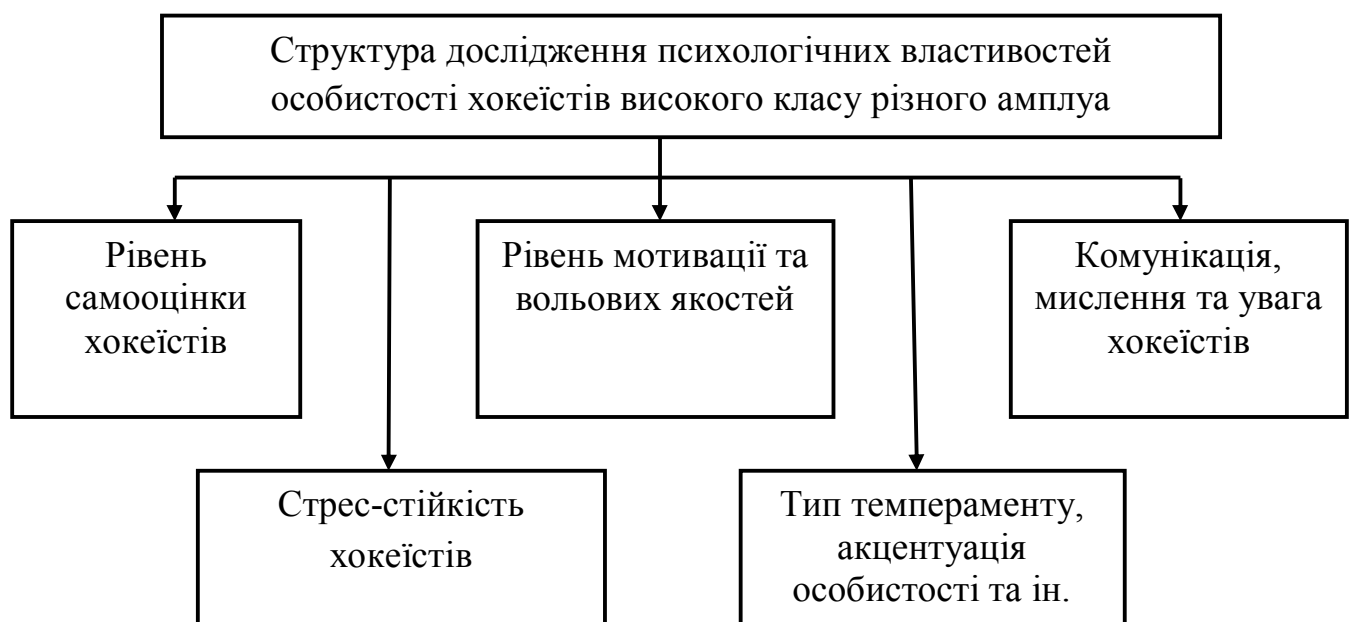 Структура дослідження психологічних властивостей
особистості хокеїстів високого класу різного амплуа
Рівень
самооцінки
хокеїстів
Рівень мотивації та
вольових якостей
Комунікація,
мислення та увага
хокеїстів
Стрес-стійкість
хокеїстів
Тип темпераменту,
акцентуація
особистості та ін.